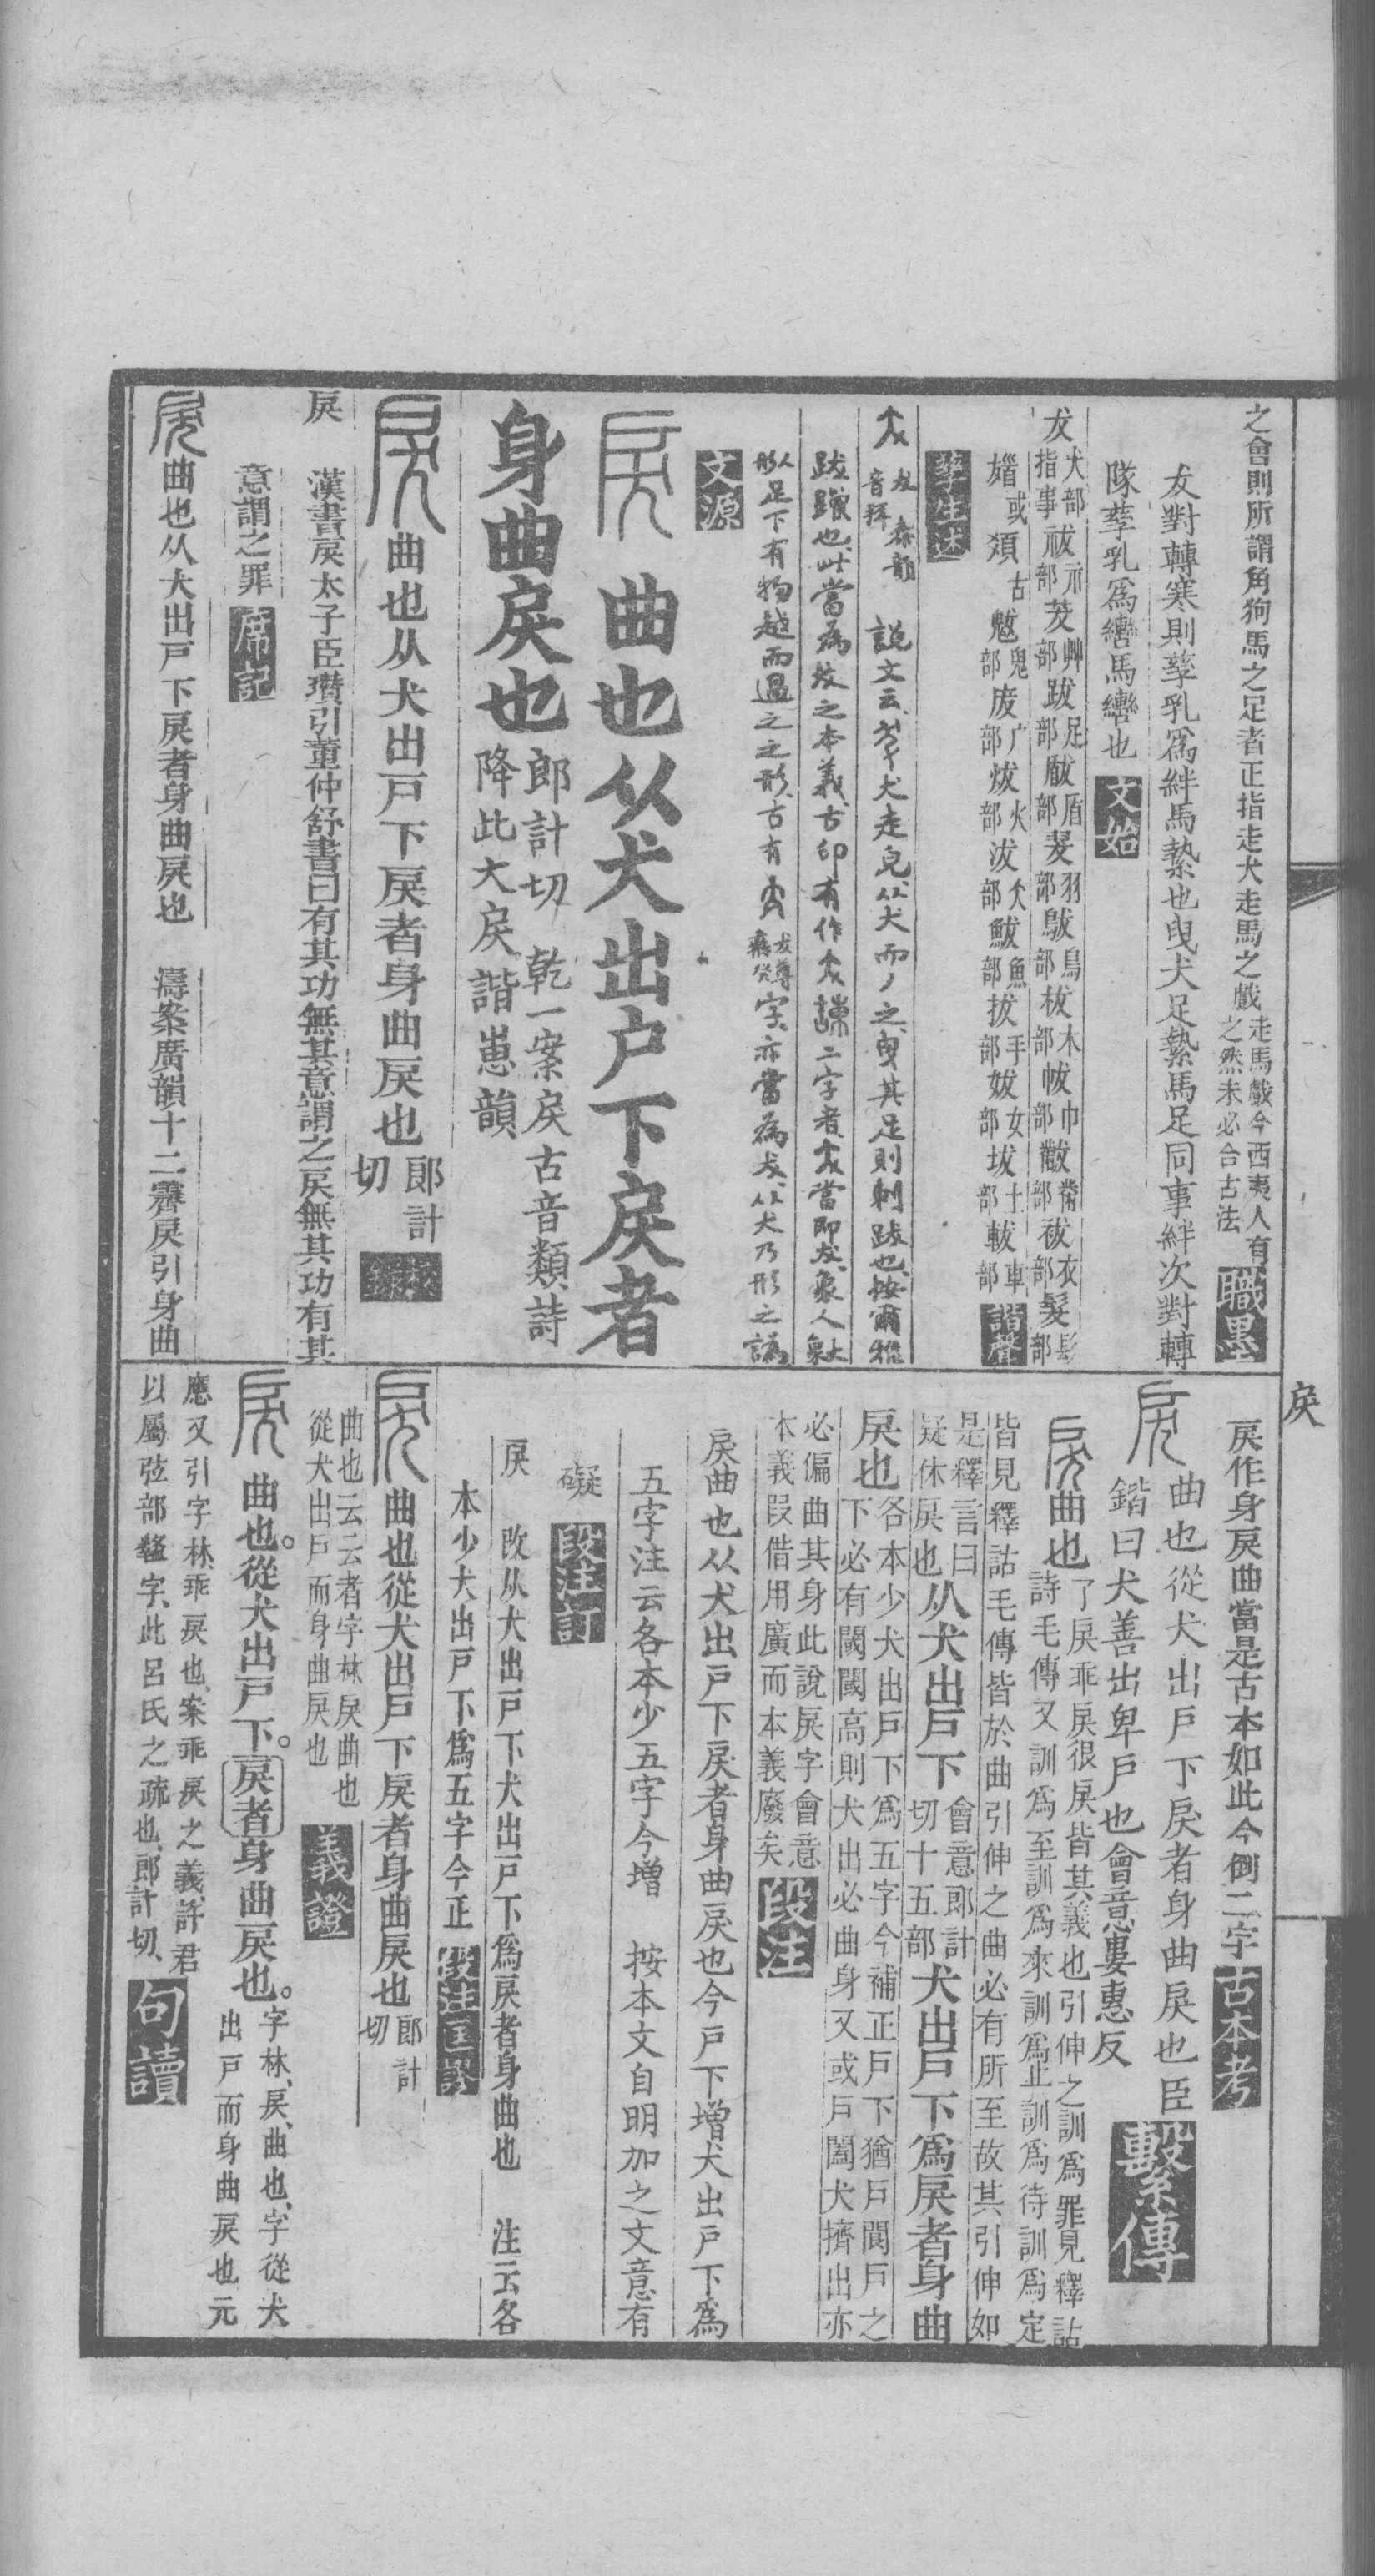 之會則所謂角狗馬之足者正指走犬走馬之戲走馬戲今西夷人有之然未必合古法 職墨
犮對轉寒則孳乳爲絆馬縶也曳犬足縶馬足同事絆次對轉
隊孳乳爲轡馬轡也 文始
犮犬部指事 祓示部 茇艸部 跋足部 瞂盾部 翇羽部 鳥部 柭木部 帗巾部 黹部 袚衣部 髮髟部
或 䫙古 魃鬼部 废广部 炦火部 冹仌部 鮁魚部 拔手部 妭女部 坺土部 軷車部 諧聲
孳生述
犮音拜 泰韻 說文云犮犬走皃从犬而丿之曳其足則剌跋也按爾雅
跋躐也此當爲犮之本義古印有作 二字者 當即犮象人大象
形以足下有物越而過之之形古有 字亦當爲犮从犬乃形之譌
文源
戾 曲也从犬出戶下戾者
身曲戾也郎計切 乾一案戾古音類詩降此大戾諧惠韻
戾曲也从犬出戶下戾者身曲戾也郎計切 校錄
戾 漢書戾太子臣瓚引董仲舒書曰有其功無其意謂之戾無其功有其
意謂之罪 席記
戾曲也从犬出戶下戾者身曲戾也 濤案廣韻十二霽戾引身曲
戾
戾作身戾曲當是古本如此今倒二字 古本考
戾曲也從犬出戶下戾者身曲戾也臣
鍇曰犬善出卑戶也會意婁惠反 繫傳
戾曲也了戾乖戾很戾皆其義也引伸之訓爲罪見釋詁詩毛傳又訓爲至訓爲來訓爲止訓爲待訓爲定
皆見釋詁毛傳皆於曲引伸之曲必有所至故其引伸如
是釋言曰疑休戾也从犬出戶下會意郎計切十五部犬出戶下爲戾者身曲
戾也各本少犬出戶下爲五字今補正戶下猶戶閒戶之下必有閾閾高則犬出必曲身又或戶闔犬擠出亦
必偏曲其身此說戾字會意本義叚借用廣而本義廢矣 段注
戾曲也从犬出戶下戾者身曲戾也今戶下增犬出戶下爲
五字注云各本少五字今增 按本文自明加之文意有
礙 段注訂
戾 改从犬出戶下犬出戶下爲戾者身曲也 注云各
本少犬出戶下爲五字今正 段注匡謬
戾曲也從犬出戶下戾者身曲戾也郎計切
曲也云云者字林戾曲也從犬出戶而身曲戾也 義證
戾曲也。從犬出戶下。戾者身曲戾也。字林、戾、曲也、字從犬出戶而身曲戾也元
應又引字林、乖戾也、案乖戾之義、許君以屬弦部盭字、此呂氏之疏也、郎計切、 句讀